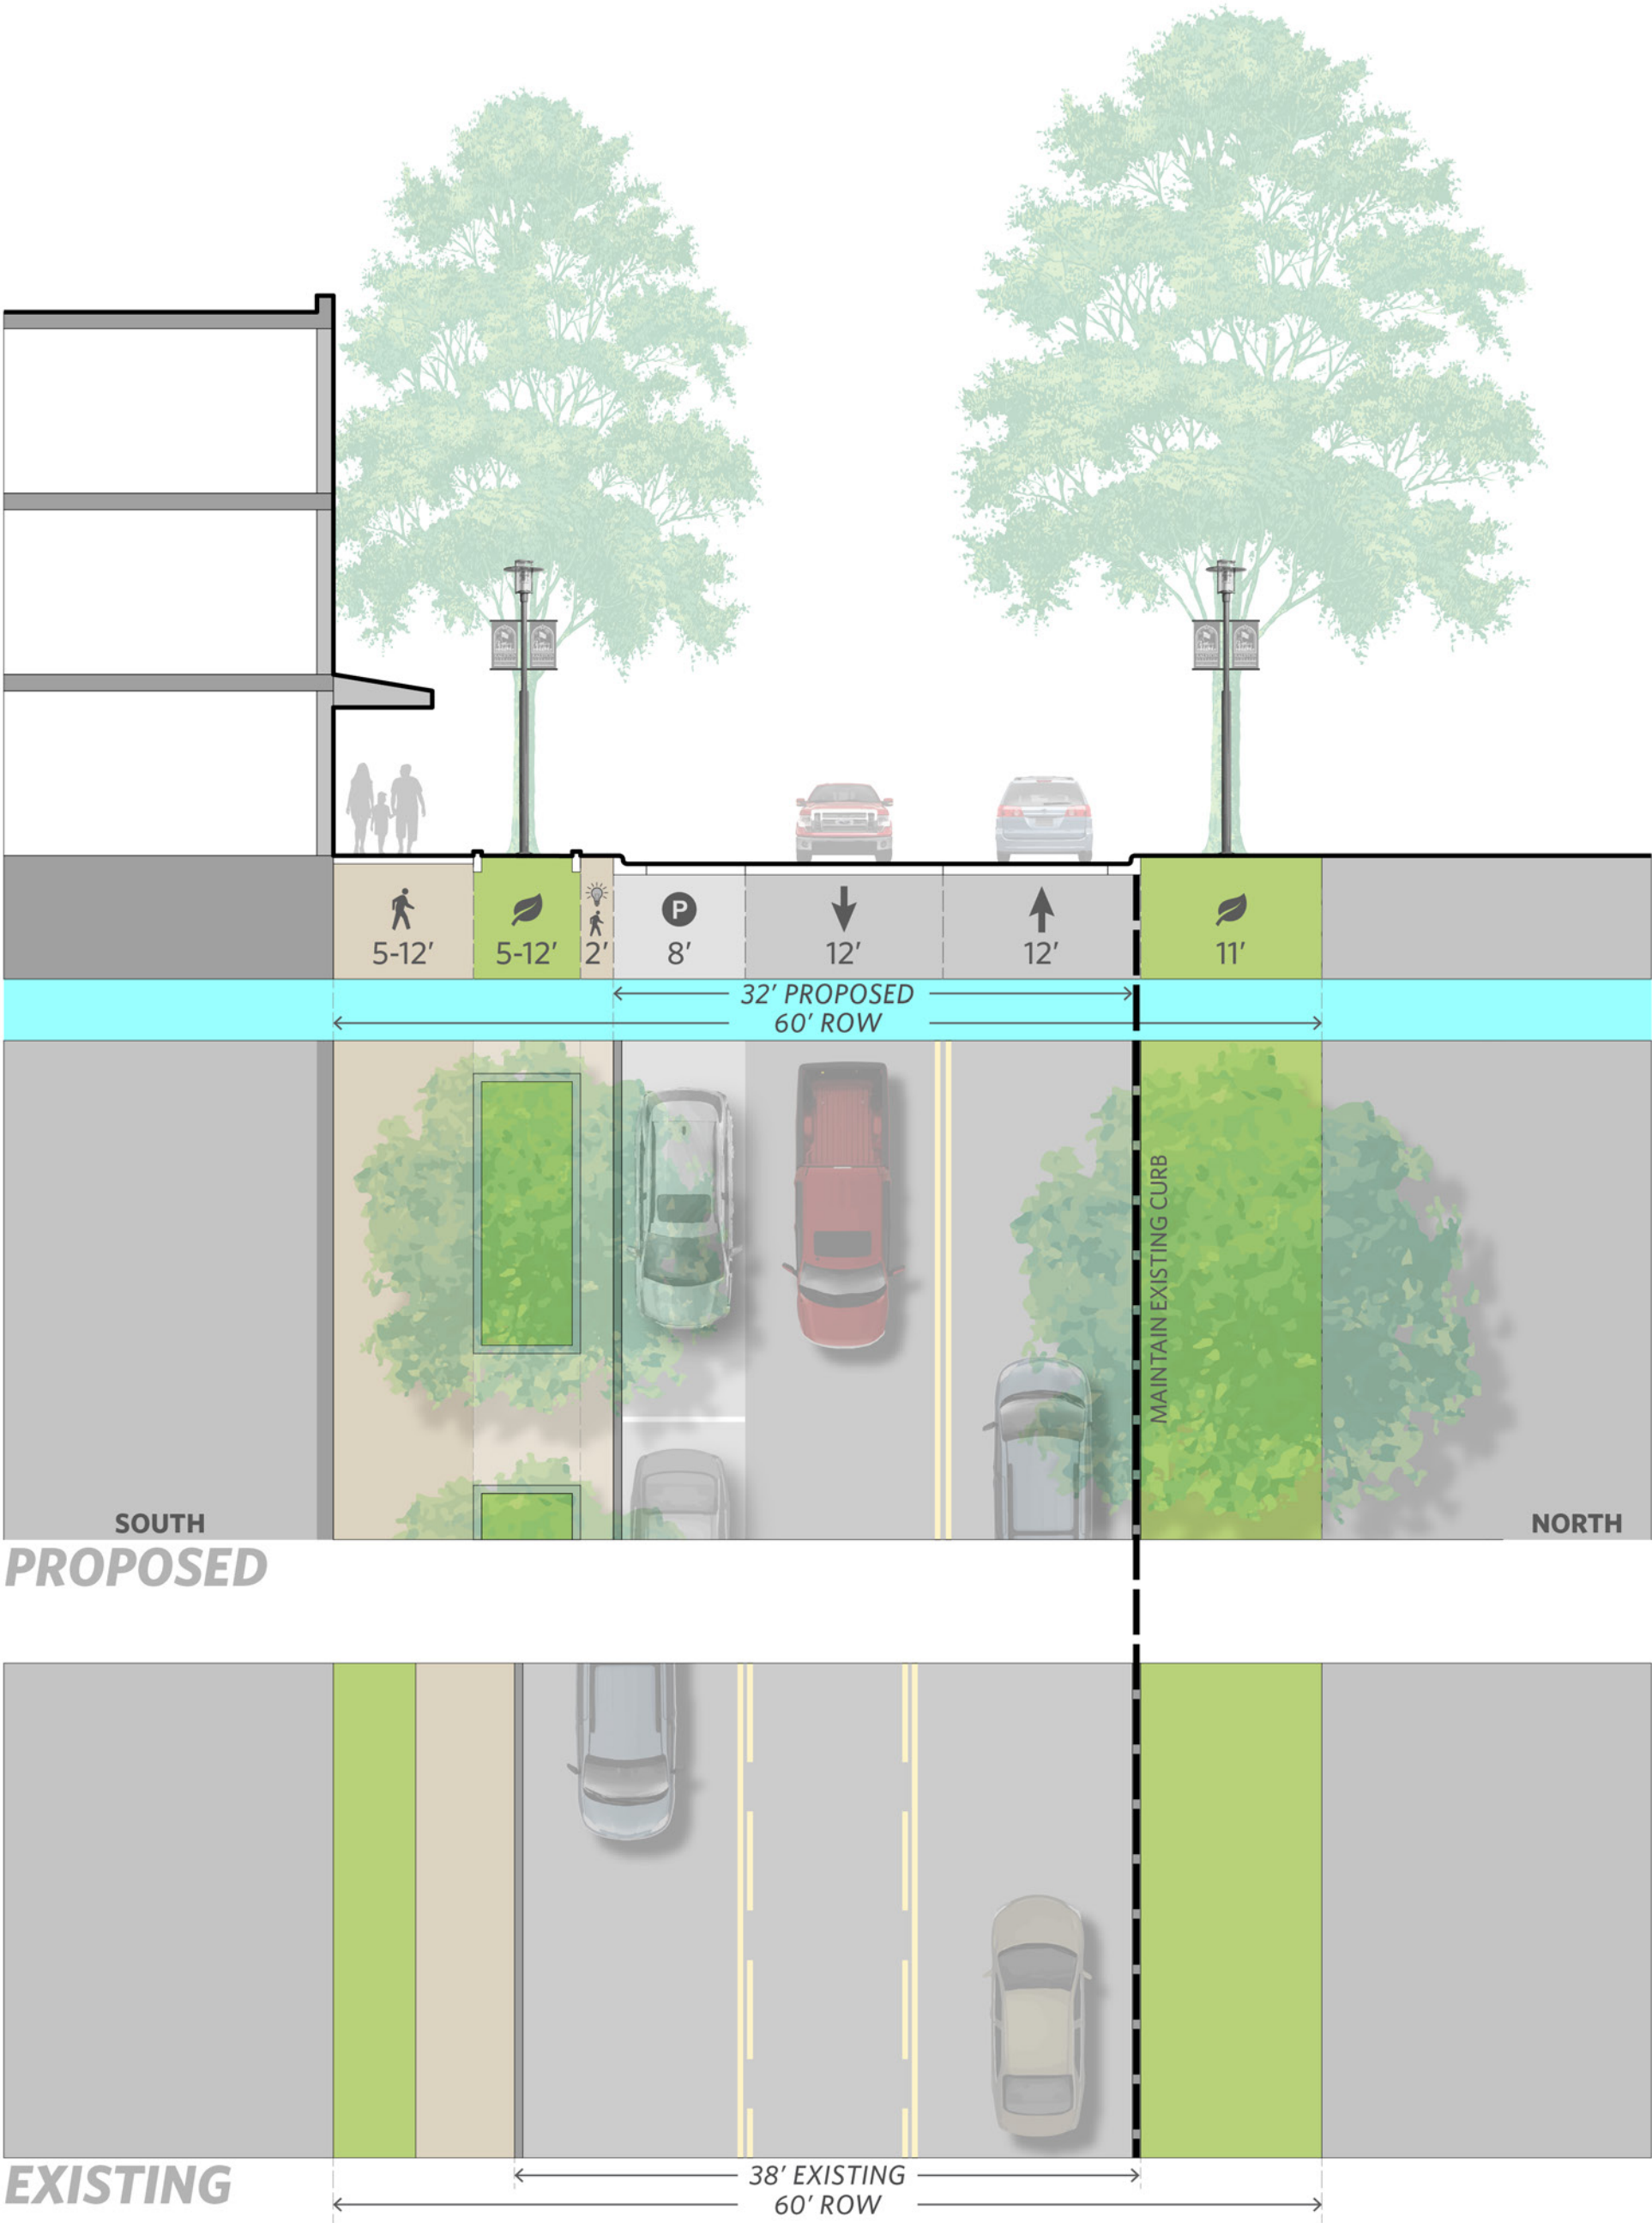 P
5-12'
5-12'
2'
8'
12'
12'
11'
32' PROPOSED
60' ROW
MAINTAIN EXISTING CURB
SOUTH
NORTH
PROPOSED
EXISTING
38' EXISTING
60' ROW